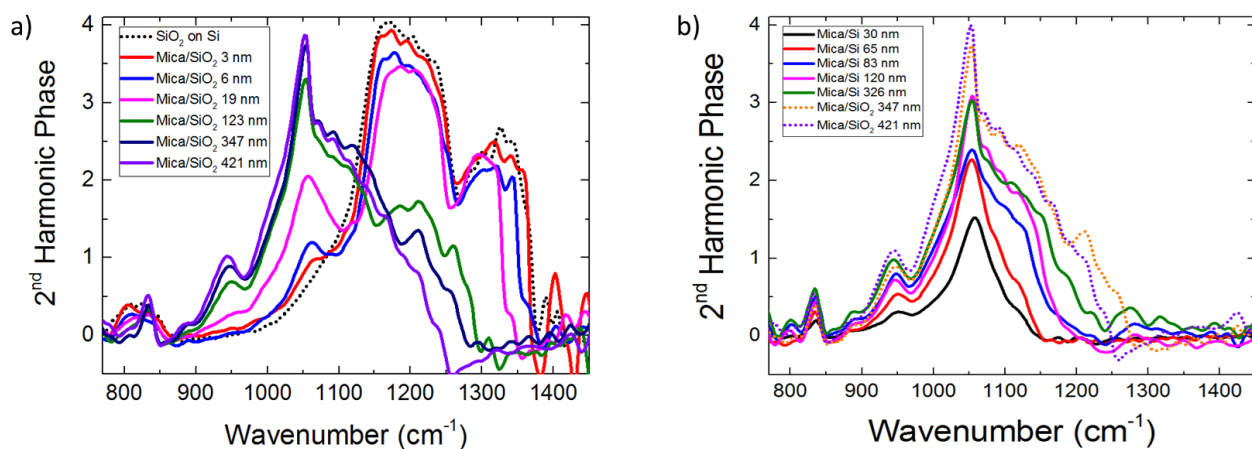 a)
2nd Harmonic Phase
4
3
2
1
0
SiO2 on Si
Mica/SiO2 3 nm
Mica/SiO2 6 nm
Mica/SiO2 19 nm
Mica/SiO2 123 nm
Mica/SiO2 347 nm
Mica/SiO2 421 nm
800 900 1000 1100 1200 1300 1400
Wavenumber (cm-1)
b)
2nd Harmonic Phase
4
3
2
1
0
Mica/Si 30 nm
Mica/Si 65 nm
Mica/Si 83 nm
Mica/Si 120 nm
Mica/Si 326 nm
Mica/SiO2 347 nm
Mica/SiO2 421 nm
800 900 1000 1100 1200 1300 1400
Wavenumber (cm-1)